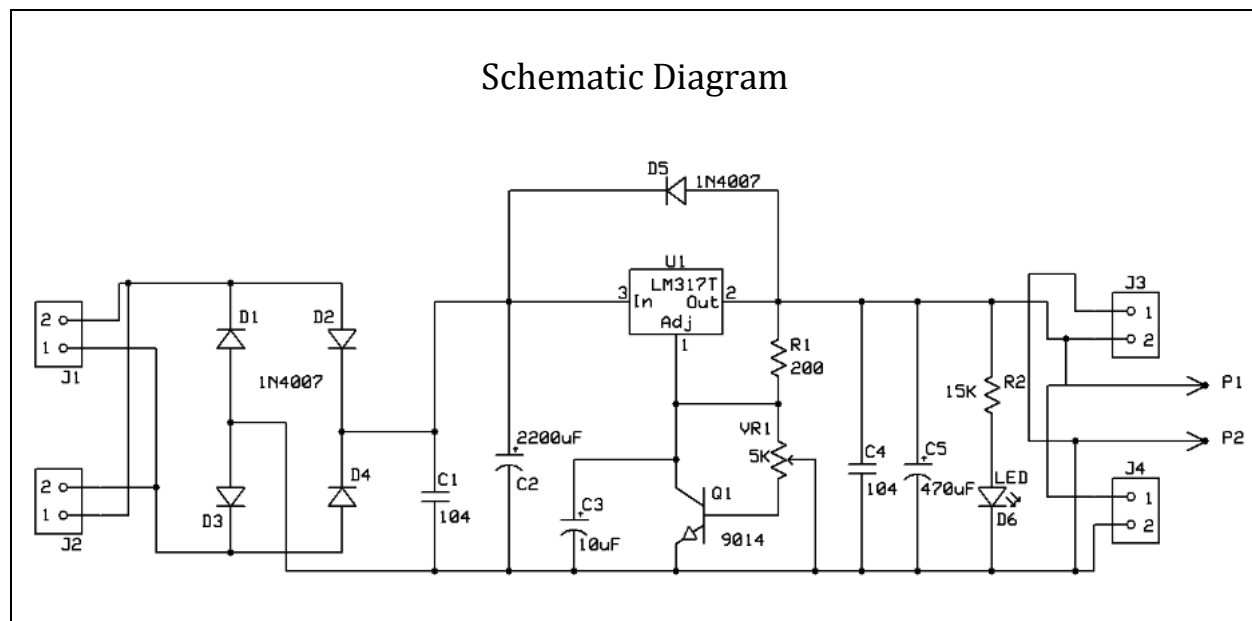 Schematic Diagram
D5
1N4007
U1
LM317T
3 In Out 2
Adj
1
J1
2
1
J2
2
1
D1
D2
1N4007
D3
D4
C1
104
2200uF
C2
C3
10uF
Q1
9014
R1
200
VR1
5K
C4
104
C5
470uF
15K
R2
LED
D6
J3
1
2
P1
P2
J4
1
2